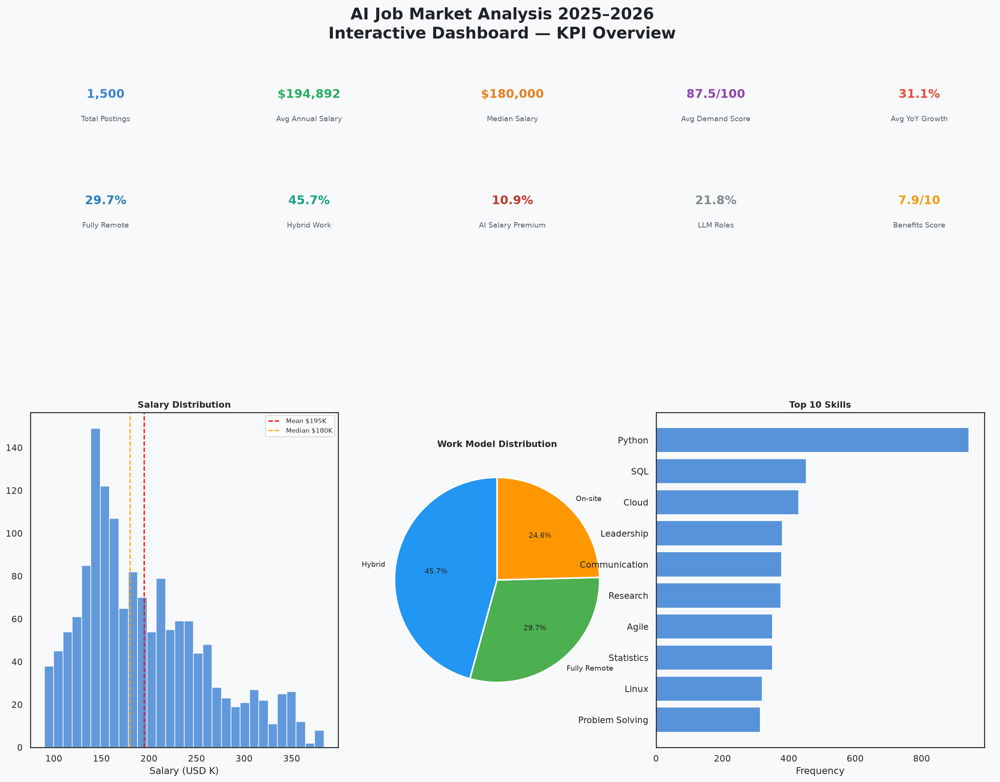 AI Job Market Analysis 2025–2026
Interactive Dashboard — KPI Overview
1,500
Total Postings
$194,892
Avg Annual Salary
$180,000
Median Salary
87.5/100
Avg Demand Score
31.1%
Avg YoY Growth
29.7%
Fully Remote
45.7%
Hybrid Work
10.9%
AI Salary Premium
21.8%
LLM Roles
7.9/10
Benefits Score
Salary Distribution
Mean $195K
Median $180K
140
120
100
80
60
40
20
0
100
150
200
250
300
350
Salary (USD K)
Work Model Distribution
On-site
24.6%
Hybrid
45.7%
29.7%
Fully Remote
Top 10 Skills
Python
SQL
Cloud
Leadership
Communication
Research
Agile
Statistics
Linux
Problem Solving
0
200
400
600
800
Frequency